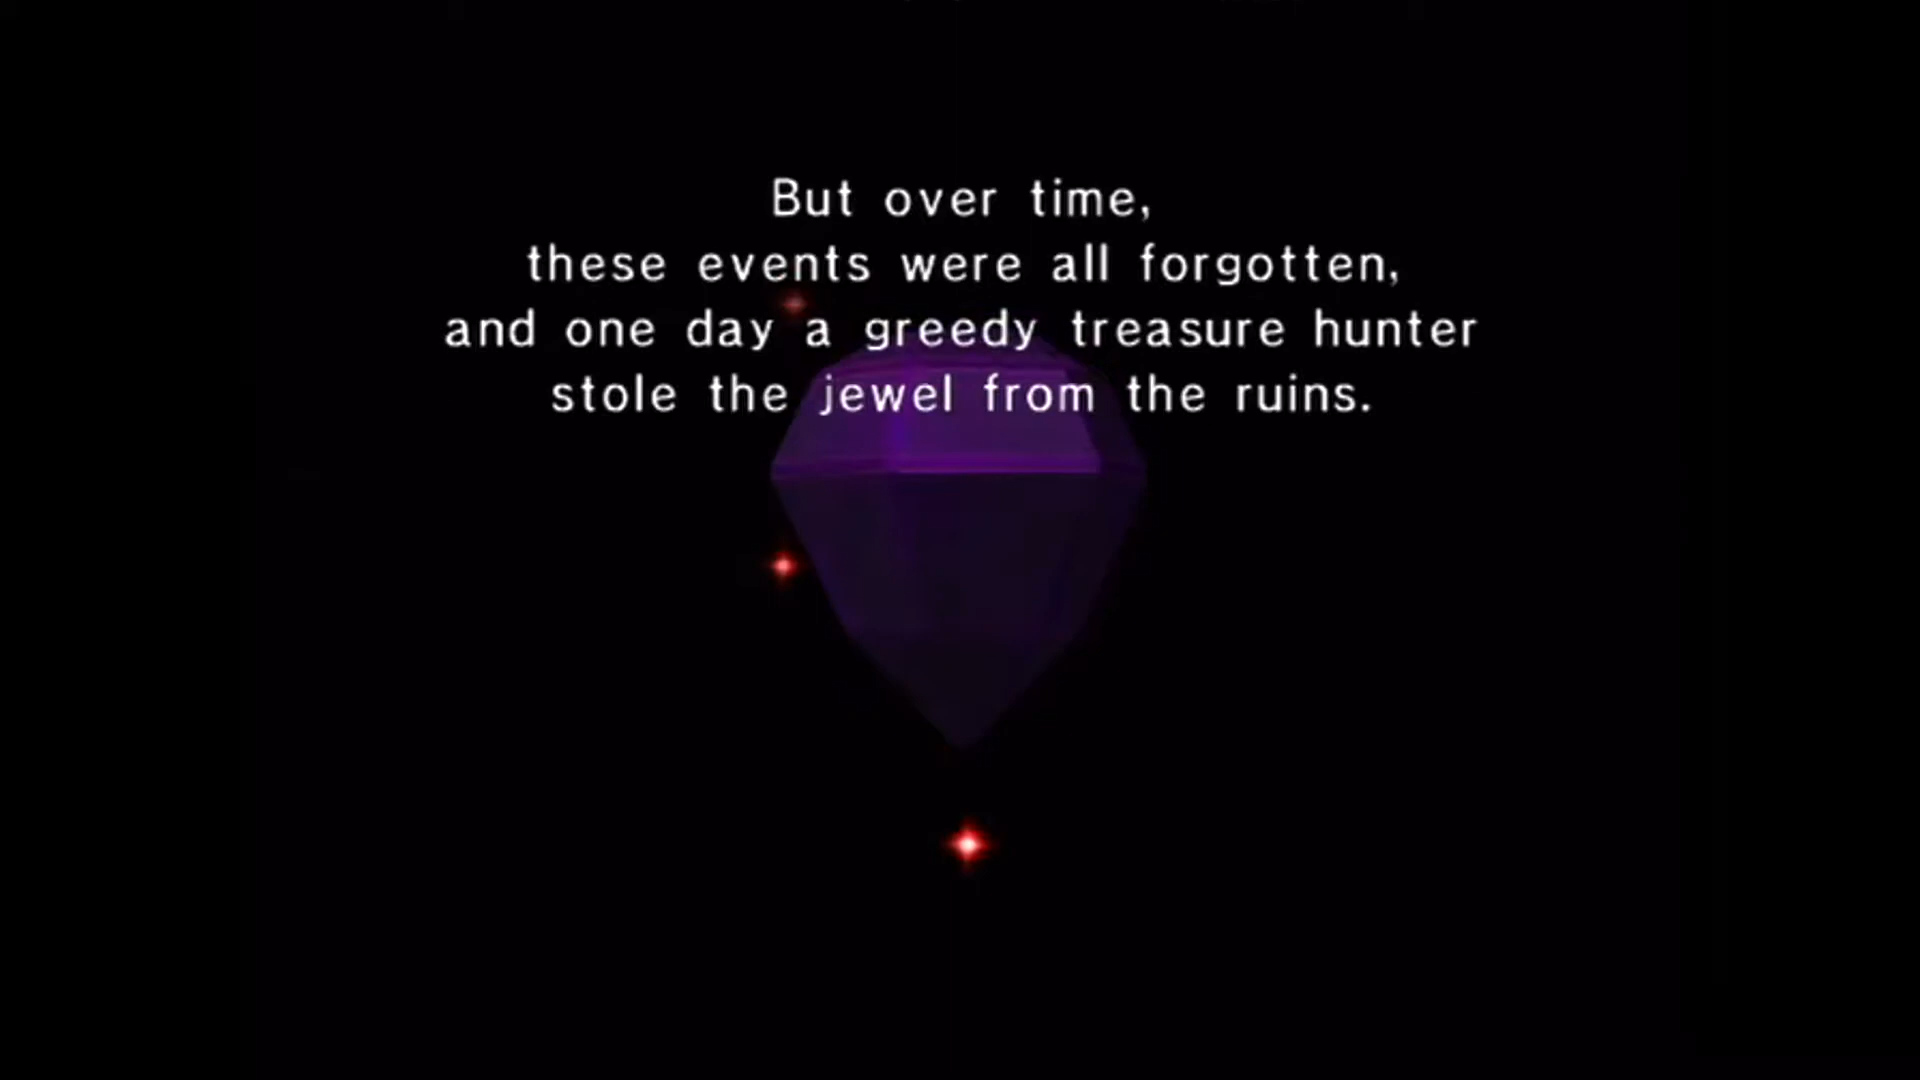 But over time,
these events were all forgotten,
and one day a greedy treasure hunter
stole the jewel from the ruins.